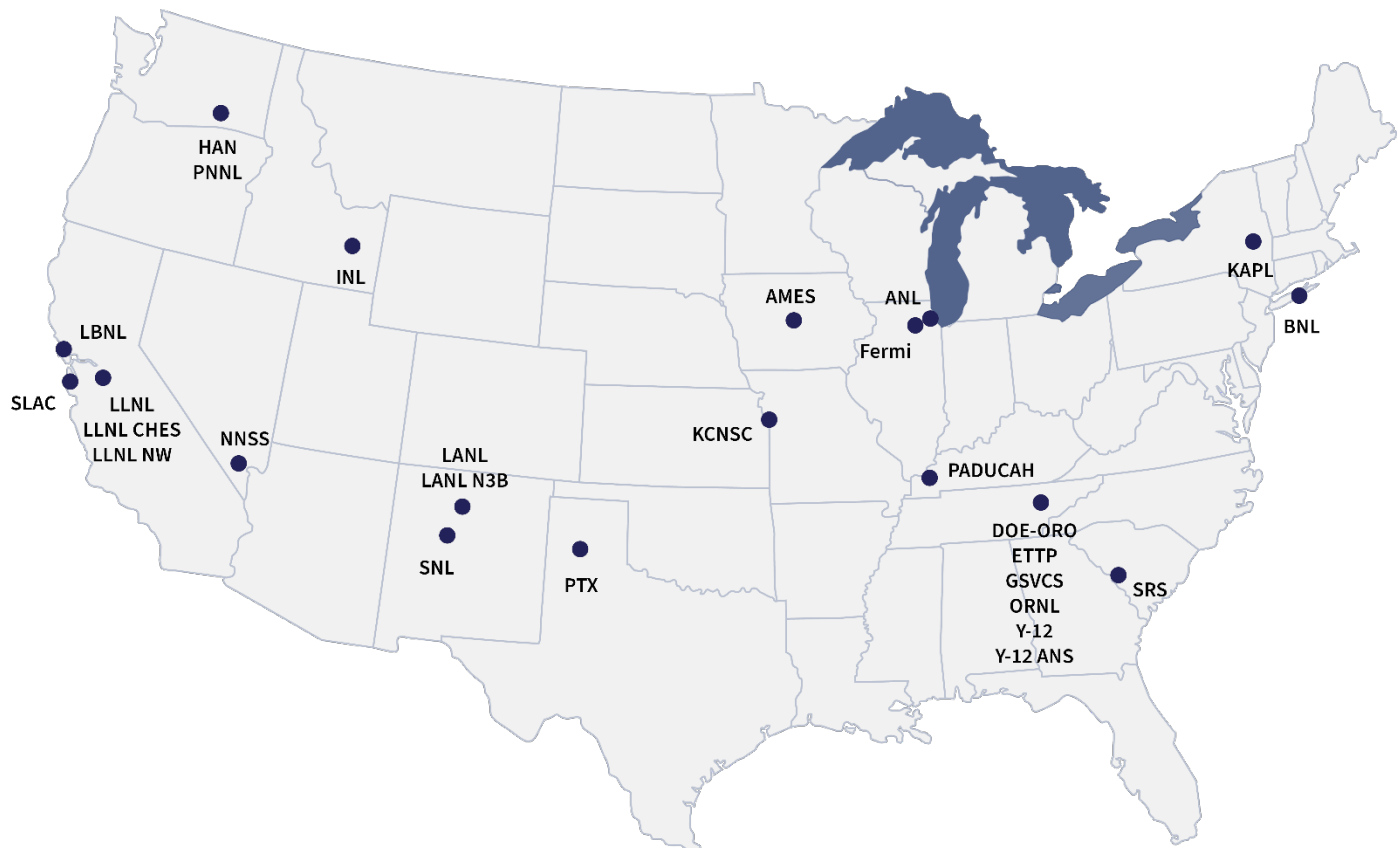 HAN
PNNL
INL
AMES
ANL
Fermi
KAPL
BNL
LBNL
SLAC
LLNL
LLNL CHES
LLNL NW
NNSS
KCNSC
LANL
LANL N3B
SNL
PTX
PADUCAH
DOE-ORO
ETTP
GSVCS
ORNL
Y-12
Y-12 ANS
SRS